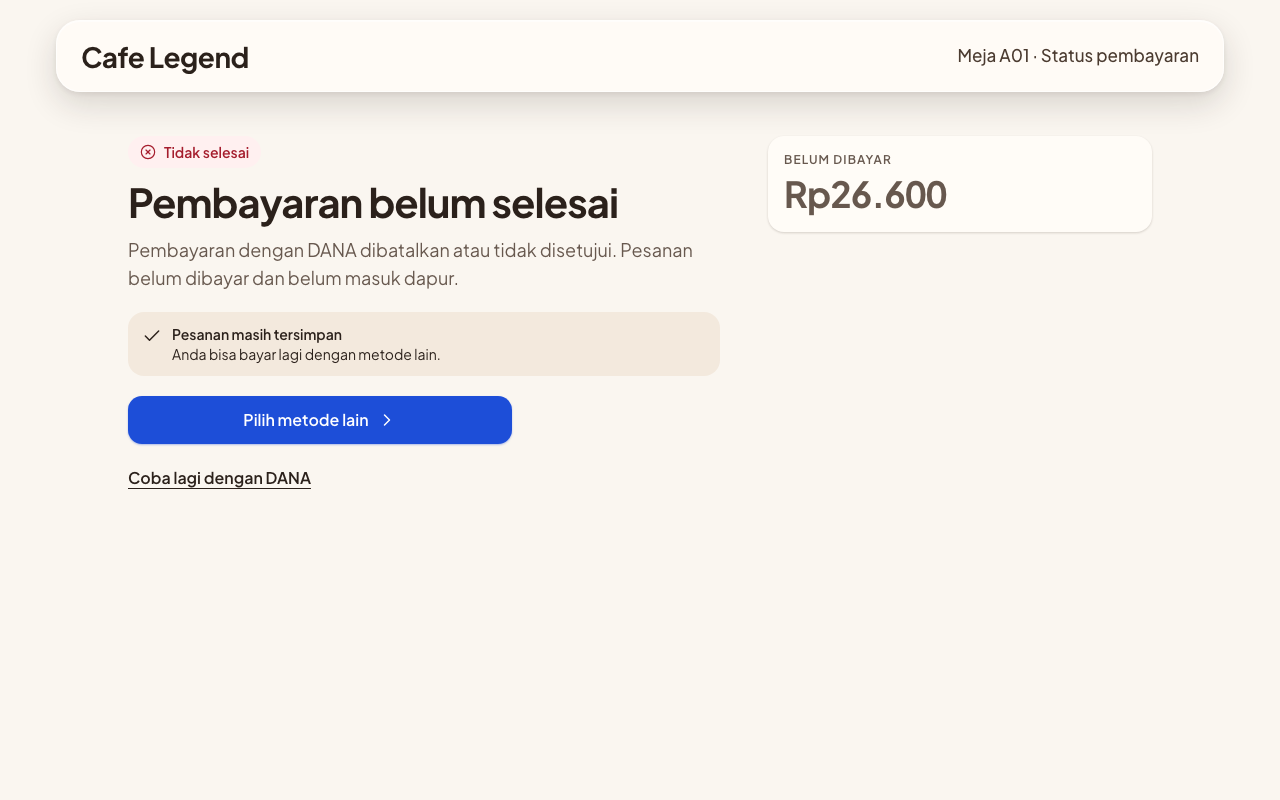 Cafe Legend
Meja A01 · Status pembayaran
Tidak selesai
Pembayaran belum selesai
Pembayaran dengan DANA dibatalkan atau tidak disetujui. Pesanan
belum dibayar dan belum masuk dapur.
Pesanan masih tersimpan
Anda bisa bayar lagi dengan metode lain.
Pilih metode lain
Coba lagi dengan DANA
BELUM DIBAYAR
Rp26.600